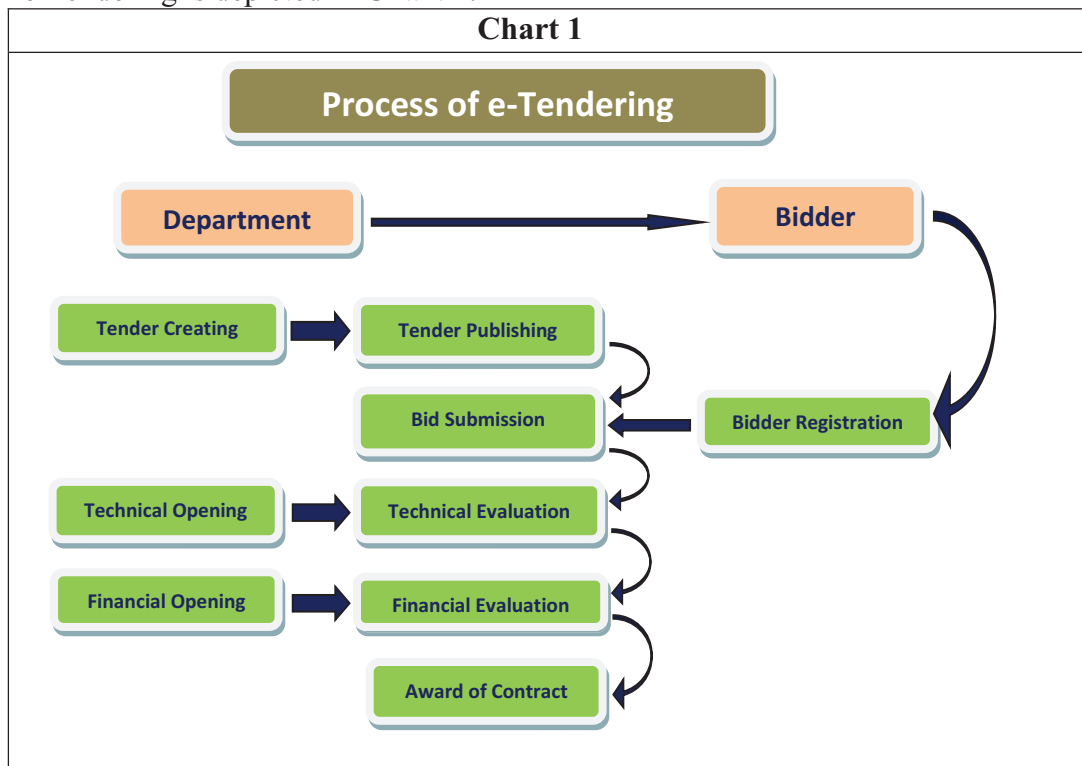 Chart 1
Process of e-Tendering
Department
Bidder
Tender Creating
Tender Publishing
Bid Submission
Bidder Registration
Technical Opening
Technical Evaluation
Financial Opening
Financial Evaluation
Award of Contract